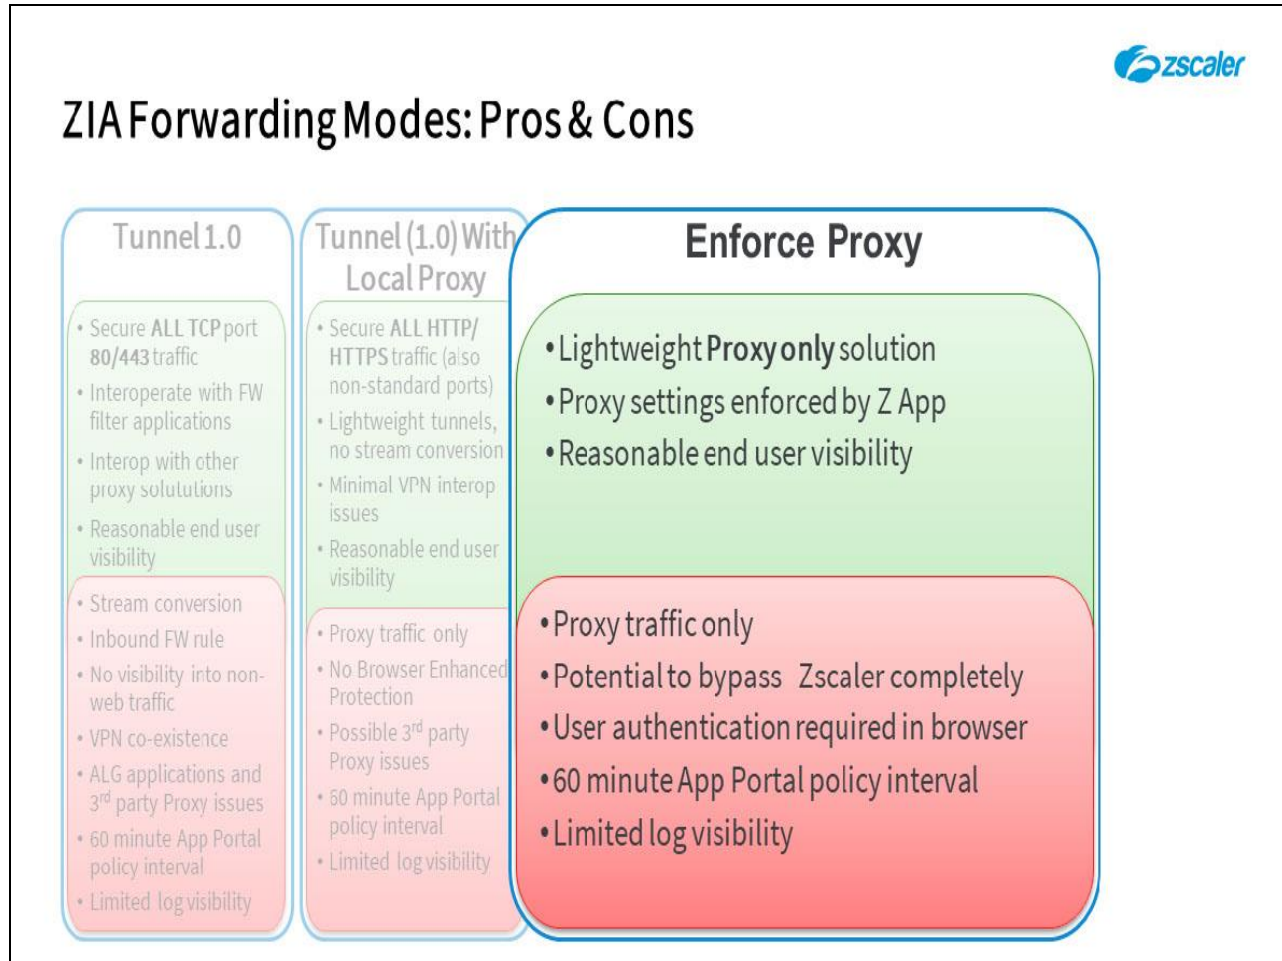 zscaler
ZIA Forwarding Modes: Pros & Cons
Tunnel 1.0
• Secure ALL TCP port
80/443 traffic
• Interoperate with FW
filter applications
• Interop with other
proxy solututions
• Reasonable end user
visibility
• Stream conversion
• Inbound FW rule
• No visibility into non-
web traffic
• VPN co-existence
• ALG applications and
3rd party Proxy issues
• 60 minute App Portal
policy interval
• Limited log visibility
Tunnel (1.0) With
Local Proxy
• Secure ALL HTTP/
HTTPS traffic (also
non-standard ports)
• Lightweight tunnels,
no stream conversion
• Minimal VPN interop
issues
• Reasonable end user
visibility
• Proxy traffic only
• No Browser Enhanced
Protection
• Possible 3rd party
Proxy issues
• 60 minute App Portal
policy interval
• Limited log visibility
Enforce Proxy
• Lightweight Proxy only solution
• Proxy settings enforced by Z App
• Reasonable end user visibility
• Proxy traffic only
• Potential to bypass Zscaler completely
• User authentication required in browser
• 60 minute App Portal policy interval
• Limited log visibility